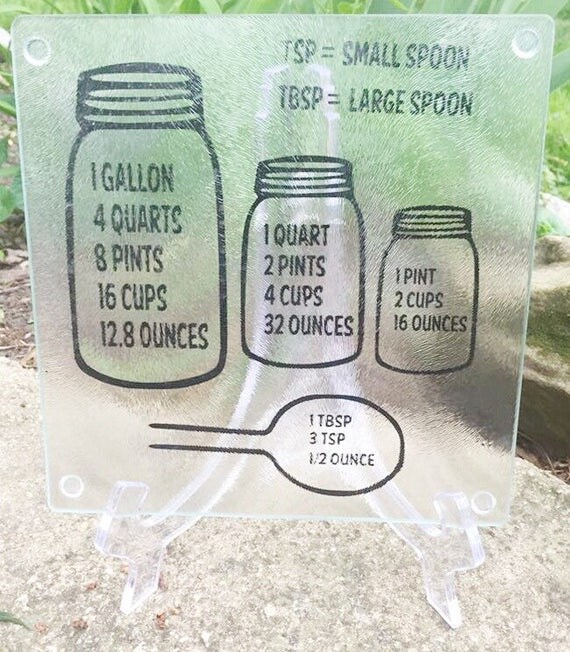 TSP = SMALL SPOON
TBSP = LARGE SPOON
1 GALLON
4 QUARTS
8 PINTS
16 CUPS
12.8 OUNCES
1 QUART
2 PINTS
4 CUPS
32 OUNCES
1 PINT
2 CUPS
16 OUNCES
1 TBSP
3 TSP
1/2 OUNCE